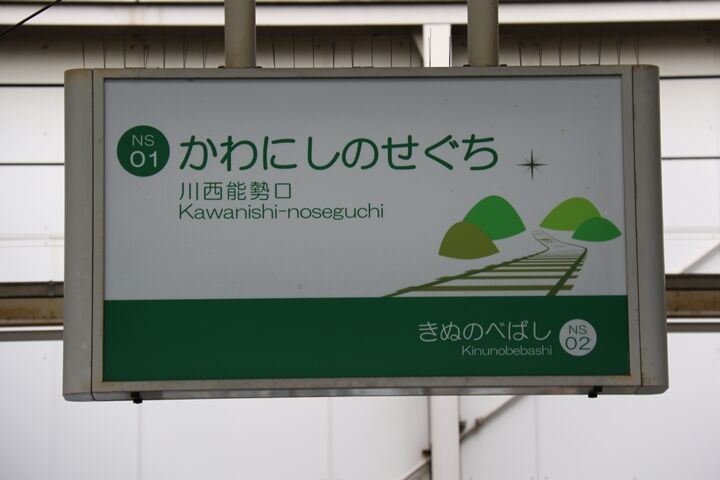 NS
01
かわにしのせぐち
川西能勢口
Kawanishi-noseguchi
きぬのべばし
Kinunobebashi
NS
02